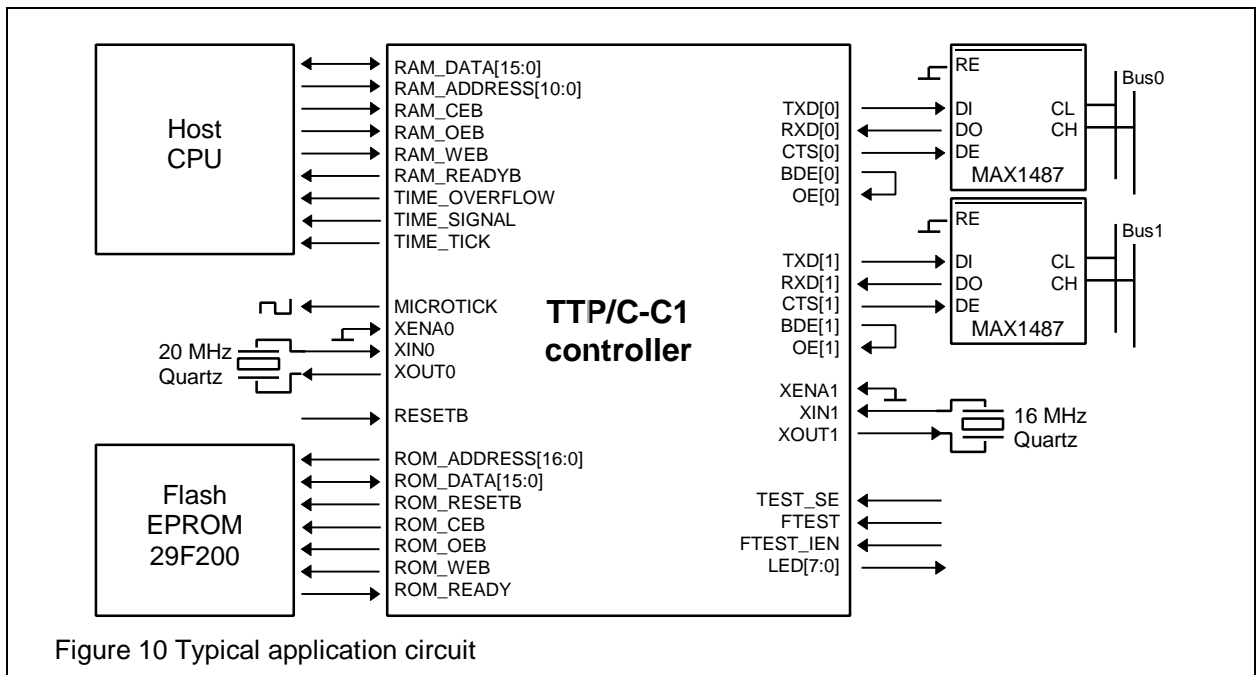 Host
CPU
RAM_DATA[15:0]
RAM_ADDRESS[10:0]
RAM_CEB
RAM_OEB
RAM_WEB
RAM_READYB
TIME_OVERFLOW
TIME_SIGNAL
TIME_TICK
MICROTICK
XENA0
XIN0
XOUT0
20 MHz
Quartz
RESETB
Flash
EPROM
29F200
ROM_ADDRESS[16:0]
ROM_DATA[15:0]
ROM_RESETB
ROM_CEB
ROM_OEB
ROM_WEB
ROM_READY
TTP/C-C1
controller
TXD[0]
RXD[0]
CTS[0]
BDE[0]
OE[0]
RE
DI
DO
DE
CL
CH
MAX1487
Bus0
TXD[1]
RXD[1]
CTS[1]
BDE[1]
OE[1]
RE
DI
DO
DE
CL
CH
MAX1487
Bus1
XENA1
XIN1
XOUT1
16 MHz
Quartz
TEST_SE
FTEST
FTEST_IEN
LED[7:0]
Figure 10 Typical application circuit